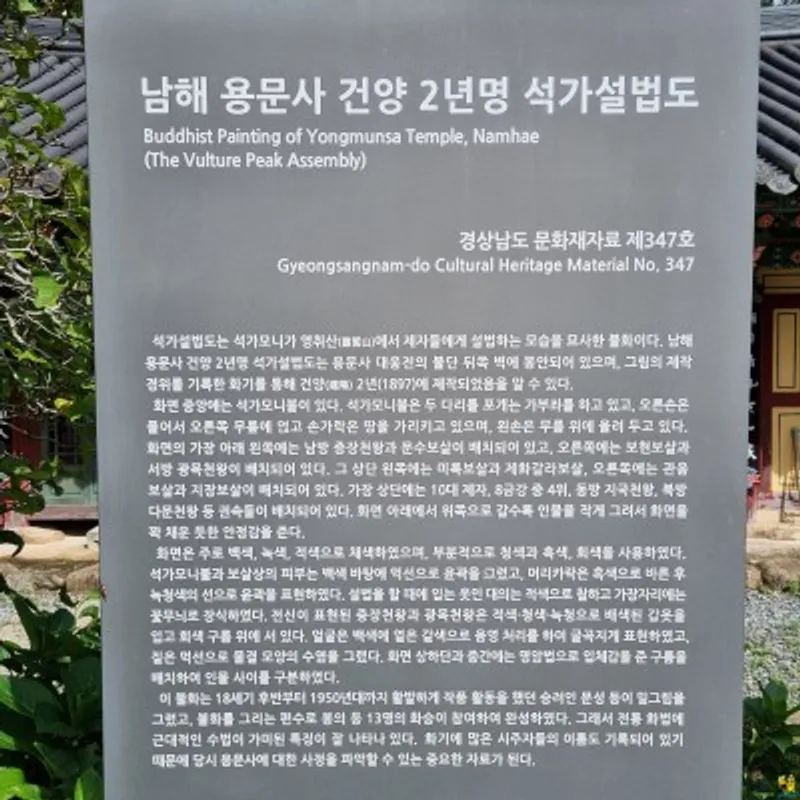 남해 용문사 건양 2년명 석가설법도
Buddhist Painting of Yongmunsa Temple, Namhae
(The Vulture Peak Assembly)
경상남도 문화재자료 제347호
Gyeongsangnam-do Cultural Heritage Material No. 347
석가설법도는 석가모니가 영취산(靈鷲山)에서 제자들에게 설법하는 모습을 묘사한 불화이다. 남해
용문사 건양 2년명 석가설법도는 용문사 대웅전의 불단 뒤쪽 벽에 봉안되어 있으며, 그림의 제작
경위를 기록한 화기를 통해 건양(建陽) 2년(1897)에 제작되었음을 알 수 있다.
화면 중앙에는 석가모니불이 있다. 석가모니불은 두 다리를 포개는 가부좌를 하고 있고, 오른손은
풀어서 오른쪽 무릎에 얹고 손가락은 땅을 가리키고 있으며, 왼손은 무릎 위에 올려 두고 있다.
화면의 가장 아래 왼쪽에는 남방 증장천왕과 문수보살이 배치되어 있고, 오른쪽에는 보현보살과
서방 광목천왕이 배치되어 있다. 그 상단 왼쪽에는 미륵보살과 제화갈라보살, 오른쪽에는 관음
보살과 지장보살이 배치되어 있다. 가장 상단에는 10대 제자, 8금강 중 4위, 동방 지국천왕, 북방
다문천왕 등 권속들이 배치되어 있다. 화면 아래에서 위쪽으로 갈수록 인물을 작게 그려서 화면을
꽉 채운 듯한 안정감을 준다.
화면은 주로 백색, 녹색, 적색으로 채색하였으며, 부분적으로 청색과 흑색, 회색을 사용하였다.
석가모니불과 보살상의 피부는 백색 바탕에 먹선으로 윤곽을 그렸고, 머리카락은 흑색으로 바른 후
녹청색의 선으로 윤곽을 표현하였다. 설법을 할 때에 입는 웃인 대의는 적색으로 칠하고 가장자리에는
꽃무늬로 장식하였다. 전신이 표현된 증장천왕과 광목천왕은 적색·청색·녹청으로 배색된 갑옷을
입고 회색 구름 위에 서 있다. 얼굴은 백색에 옅은 갈색으로 음영 처리를 하여 굴곡지게 표현하였고,
짙은 먹선으로 물결 모양의 수염을 그렸다. 화면 상하단과 중간에는 명암법으로 입체감을 준 구름을
배치하여 인물 사이를 구분하였다.
이 불화는 18세기 후반부터 1950년대까지 활발하게 작품 활동을 했던 승려인 문성 등이 밑그림을
그렸고, 불화를 그리는 편수로 봉의 등 13명의 화승이 참여하여 완성하였다. 그래서 전통 화법에
근대적인 수법이 가미된 특징이 잘 나타나 있다. 화기에 많은 시주자들의 이름도 기록되어 있기
때문에 당시 용문사에 대한 사정을 파악할 수 있는 중요한 자료가 된다.